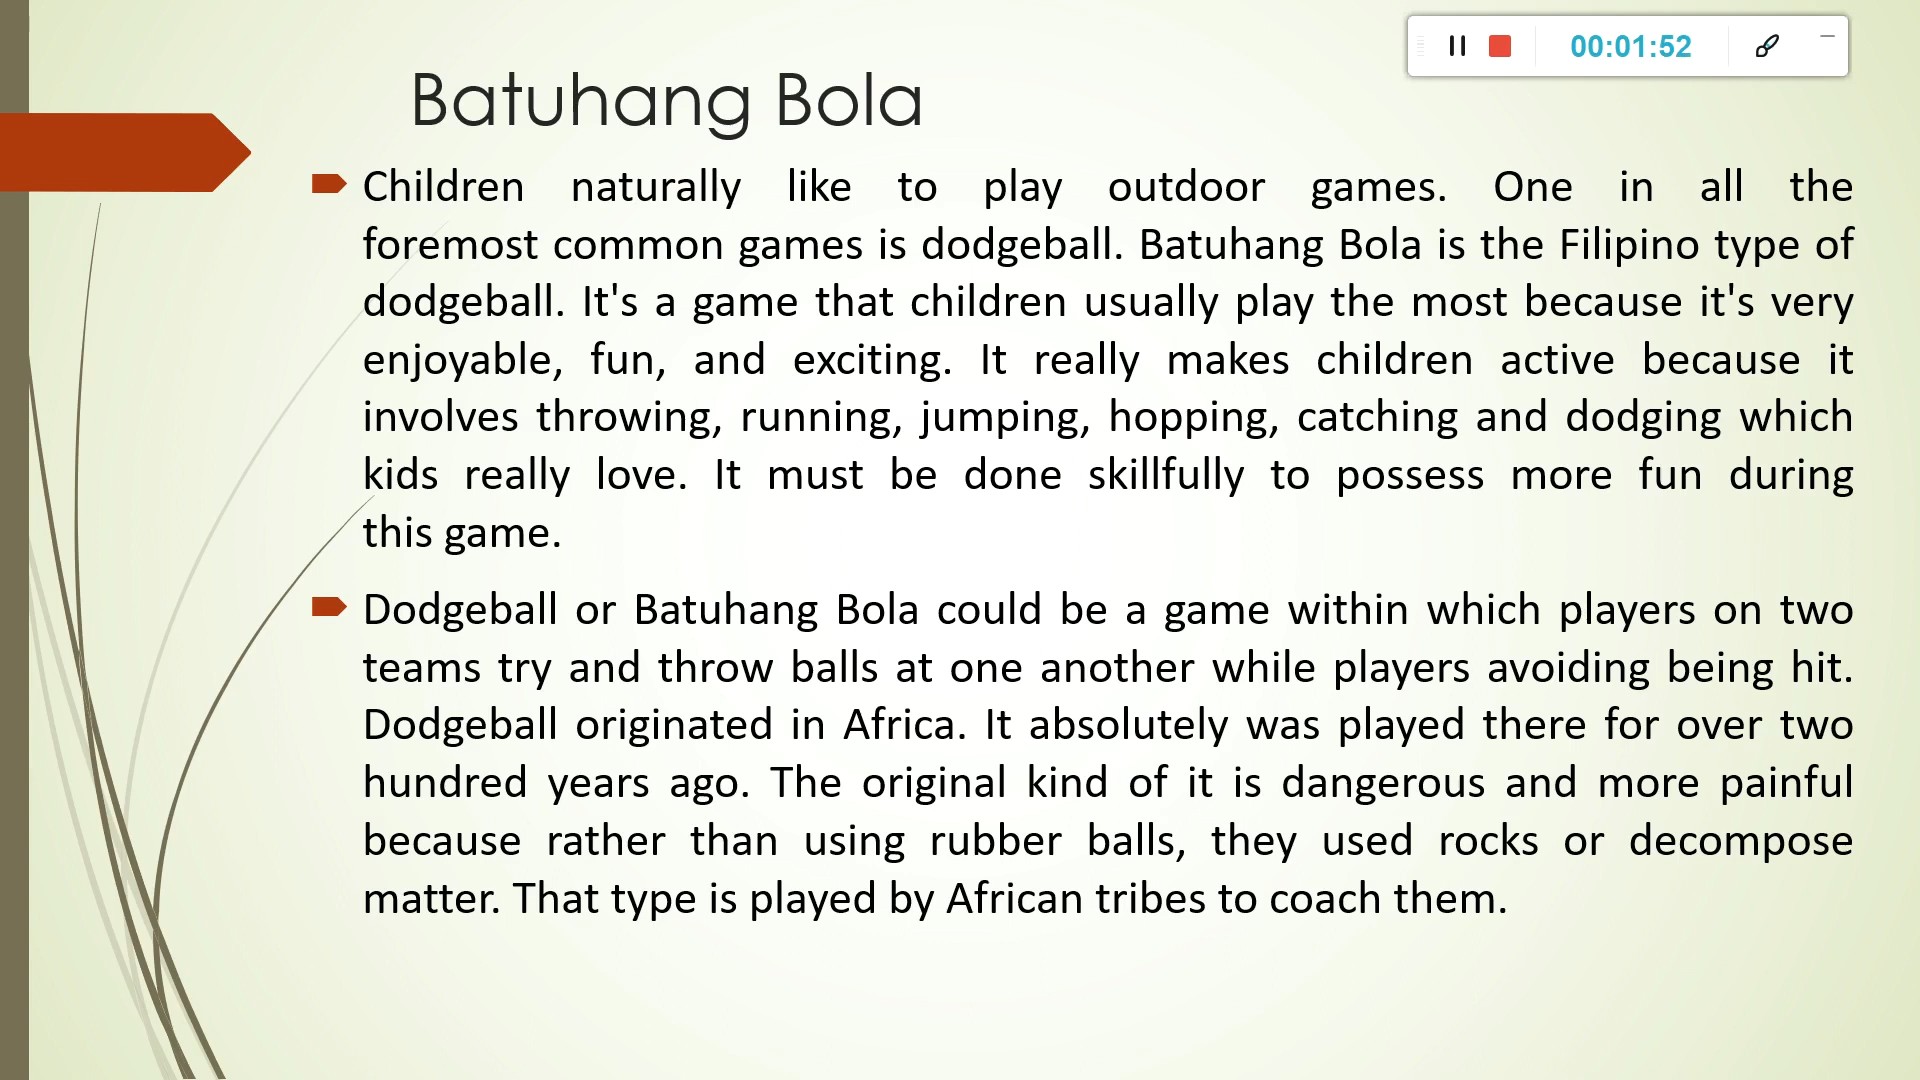 00:01:52
Batuhang Bola
Children naturally like to play outdoor games. One in all the
foremost common games is dodgeball. Batuhang Bola is the Filipino type of
dodgeball. It's a game that children usually play the most because it's very
enjoyable, fun, and exciting. It really makes children active because it
involves throwing, running, jumping, hopping, catching and dodging which
kids really love. It must be done skillfully to possess more fun during
this game.
Dodgeball or Batuhang Bola could be a game within which players on two
teams try and throw balls at one another while players avoiding being hit.
Dodgeball originated in Africa. It absolutely was played there for over two
hundred years ago. The original kind of it is dangerous and more painful
because rather than using rubber balls, they used rocks or decompose
matter. That type is played by African tribes to coach them.